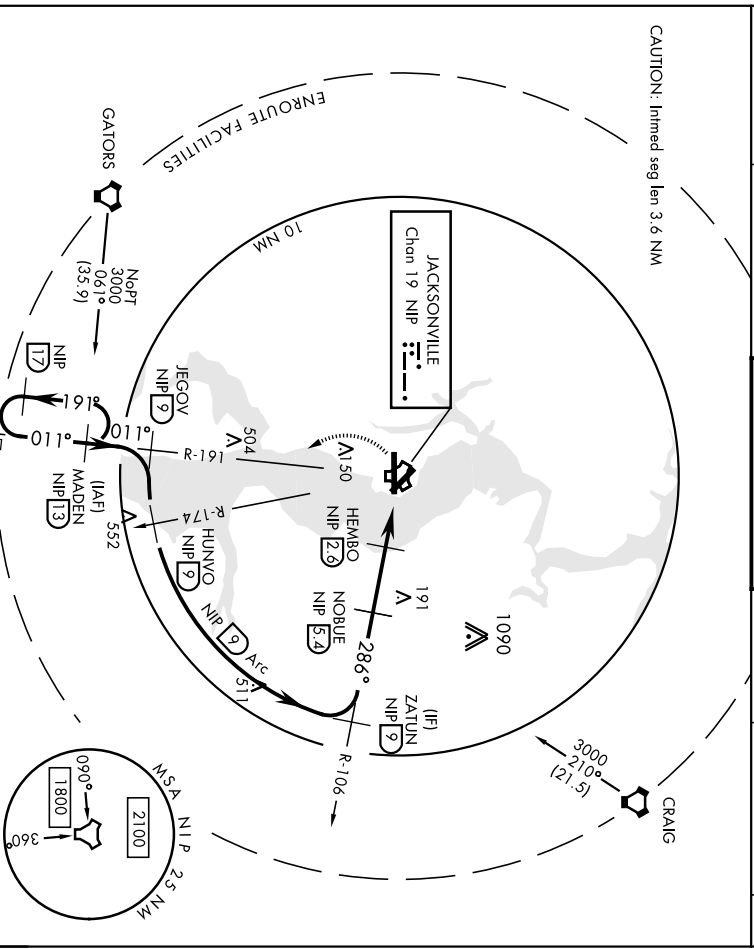 CAUTION: Intmed seg len 3.6 NM
ENROUTE FACILITIES
10 NM
GATORS
NoPT
3000
061°
(35.9)
JACKSONVILLE
Chan 19 NIP
CRAIG
3000
210°
(21.5)
1090
191
150
504
552
511
NIP
17
191°
011°
011°
JEGOV
NIP 9
R-191
(IAF)
MADEN
NIP 13
R-174
HUNVO
NIP 9
NIP 9 Arc
HEMBO
NIP 2.6
NOBUE
NIP 5.4
286°
(IF)
ZATUN
NIP 9
R-106
MSA NIP 25 NM
2100
1800
090°
360°